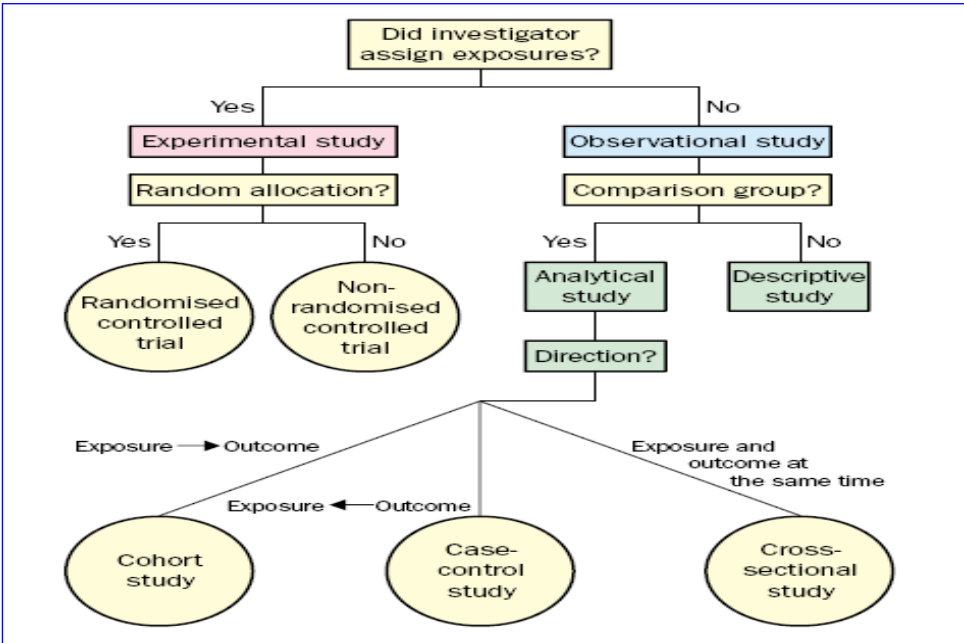 Did investigator
assign exposures?
Yes
No
Experimental study
Observational study
Random allocation?
Comparison group?
Yes
No
Yes
No
Randomised
controlled
trial
Non-
randomised
controlled
trial
Analytical
study
Descriptive
study
Direction?
Exposure → Outcome
Exposure ← Outcome
Exposure and
outcome at
the same time
Cohort
study
Case-
control
study
Cross-
sectional
study